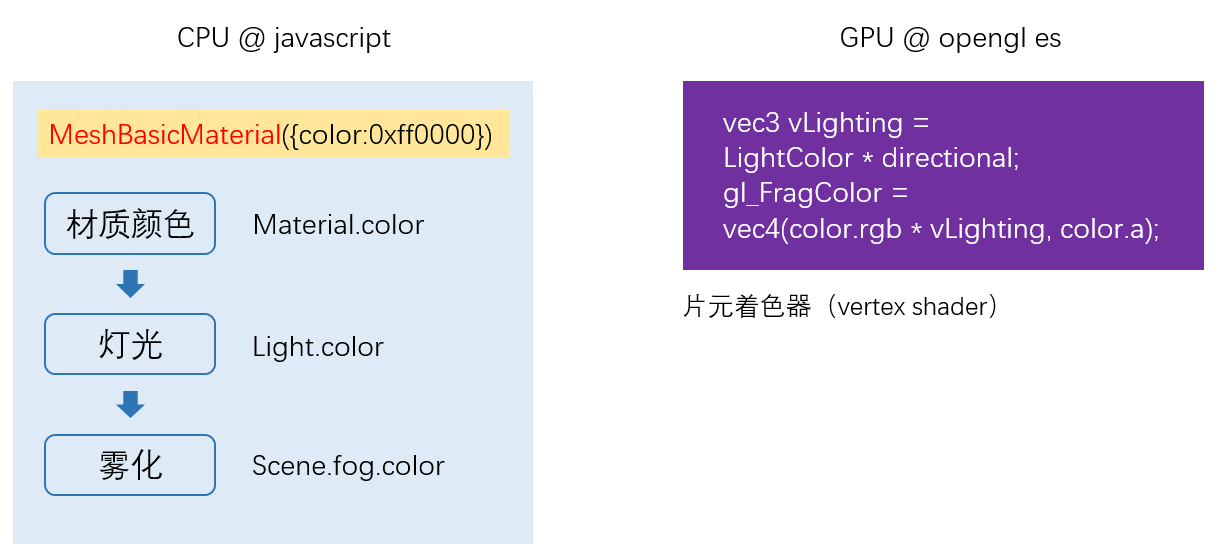 CPU @ javascript
MeshBasicMaterial({color:0xff0000})
材质颜色
Material.color
灯光
Light.color
雾化
Scene.fog.color
GPU @ opengl es
vec3 vLighting =
LightColor * directional;
gl_FragColor =
vec4(color.rgb * vLighting, color.a);
片元着色器（vertex shader）